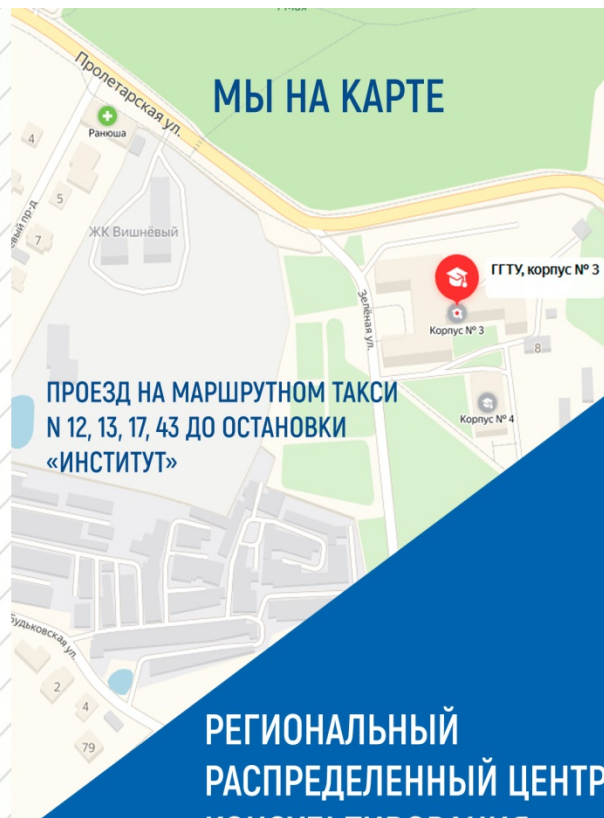 МЫ НА КАРТЕ
Пролетарская ул.
Ранюша
4
5
7
ЖК Вишнёвый
Зелёная ул.
ГГТУ, корпус № 3
Корпус № 3
8
Корпус № 4
ПРОЕЗД НА МАРШРУТНОМ ТАКСИ
N 12, 13, 17, 43 ДО ОСТАНОВКИ
«ИНСТИТУТ»
Будьковская ул.
2
4
79
РЕГИОНАЛЬНЫЙ
РАСПРЕДЕЛЕННЫЙ ЦЕНТР
КОНСУЛЬТИРОВАНИЯ